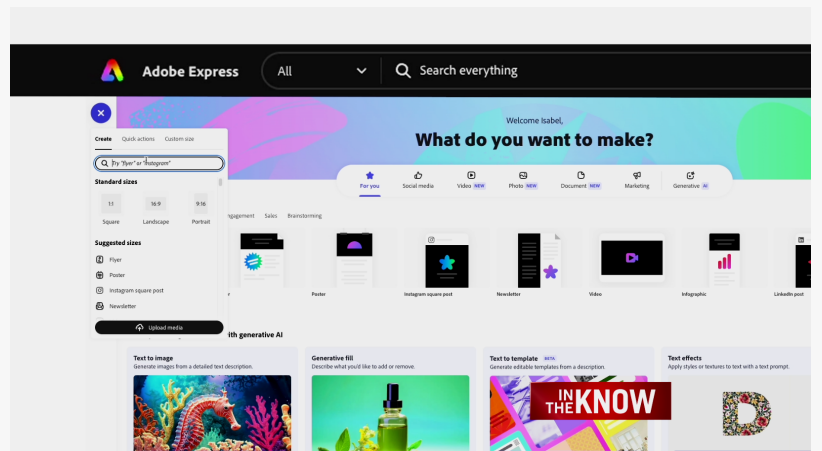 Adobe Express
All
Search everything
Welcome isabel,
What do you want to make?
Create Quick actions Custom size
Try "flyer" or "instagram"
Standard sizes
1:1 16:9 9:16
Square Landscape Portrait
Suggested sizes
Flyer
Poster
Instagram square post
Newsletter
Upload media
For you Social media Video NEW Photo NEW Document NEW Marketing Generative AI
ngagement Sales Brainstorming
Poster Instagram square post Newsletter Video Infographic LinkedIn post
ith generative AI
Text to image
Generate images from a detailed text description.
Generative fill
Describe what you'd like to add or remove.
Text to template BETA
Generate editable templates from a description.
Text effects
Apply styles or textures to text with a text prompt.
IN
THE KNOW
D